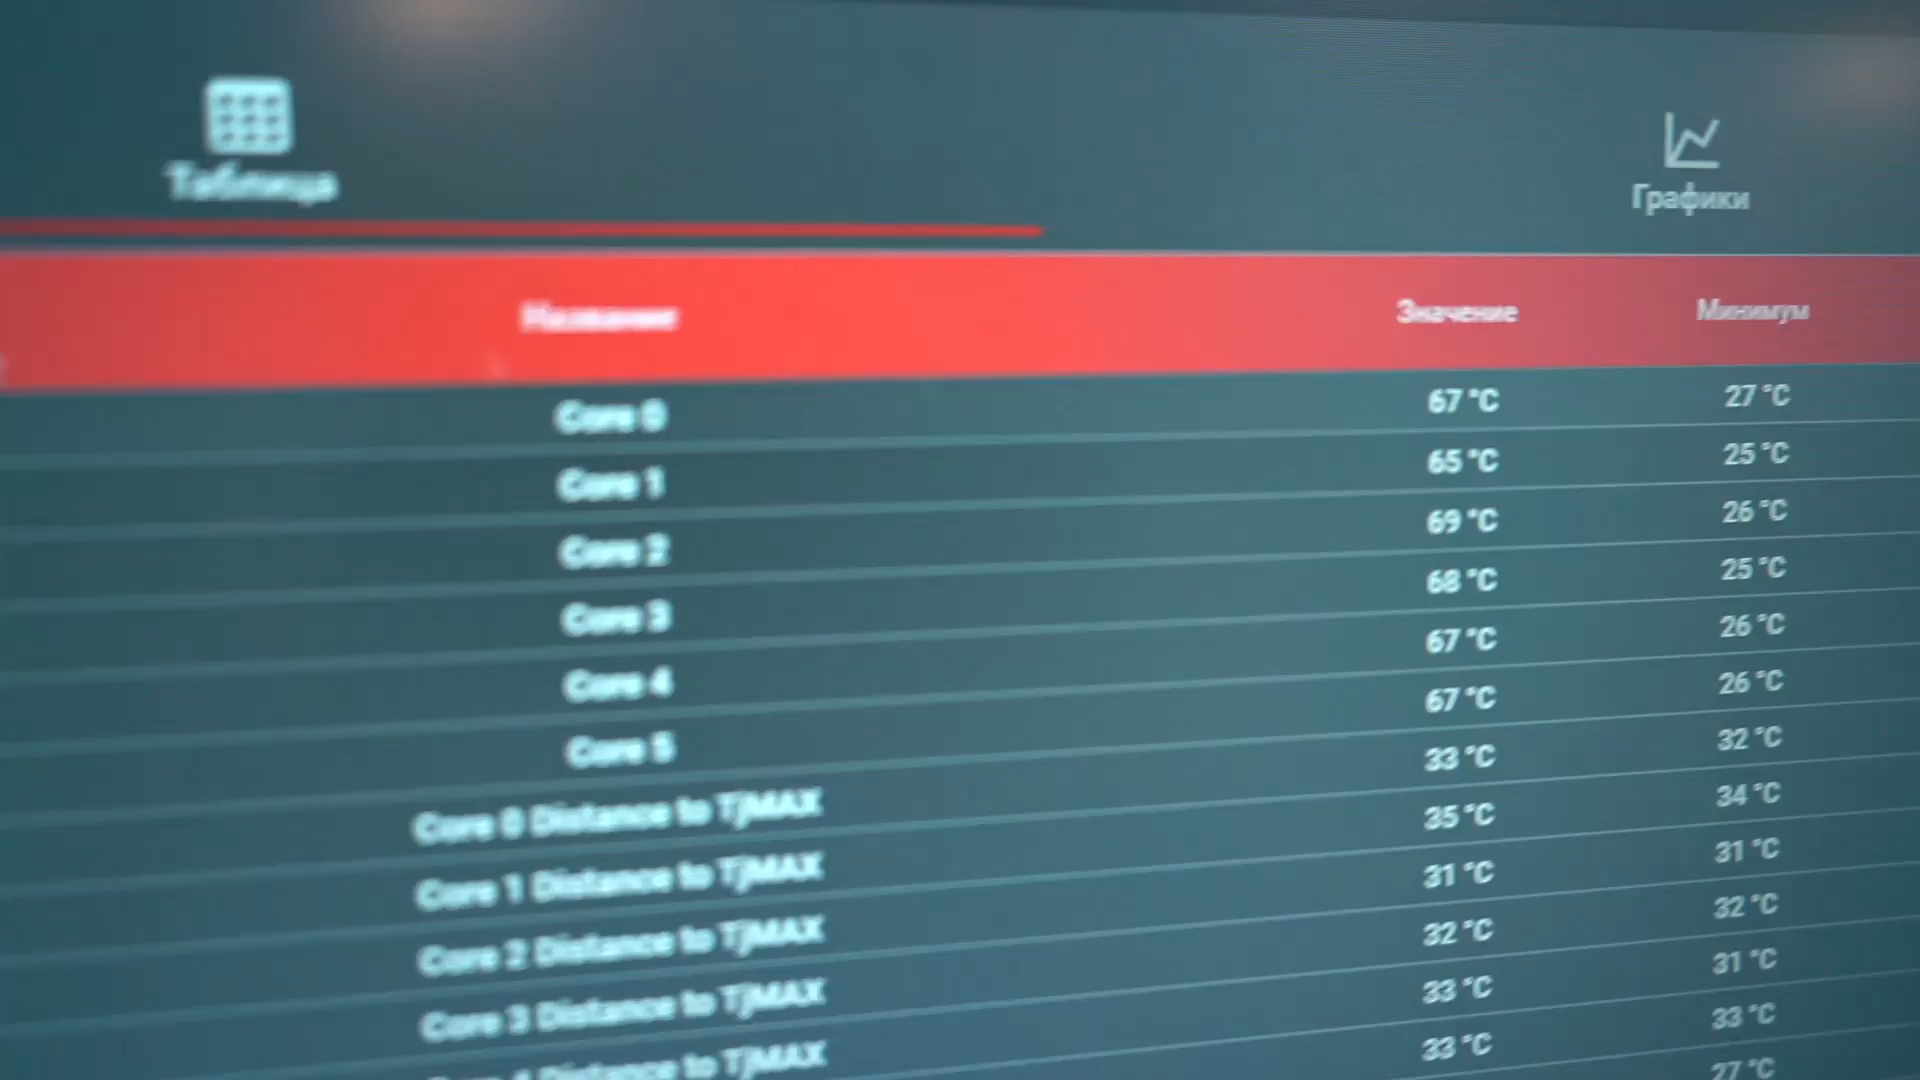 Таблица
Графики
Название Значение Минимум
Core 0 67 °C 27 °C
Core 1 65 °C 25 °C
Core 2 69 °C 26 °C
Core 3 68 °C 25 °C
Core 4 67 °C 26 °C
Core 5 67 °C 26 °C
Core 0 Distance to TjMAX 33 °C 32 °C
Core 1 Distance to TjMAX 35 °C 34 °C
Core 2 Distance to TjMAX 31 °C 31 °C
Core 3 Distance to TjMAX 32 °C 32 °C
Core 4 Distance to TjMAX 33 °C 31 °C
33 °C 33 °C
27 °C